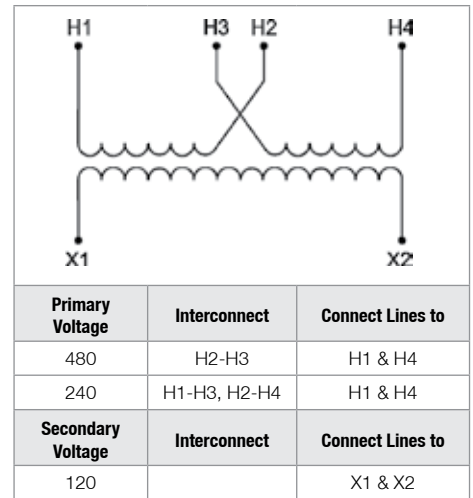 H1 H3 H2 H4
X1 X2
Primary Voltage Interconnect Connect Lines to
480 H2-H3 H1 & H4
240 H1-H3, H2-H4 H1 & H4
Secondary Voltage Interconnect Connect Lines to
120 X1 & X2